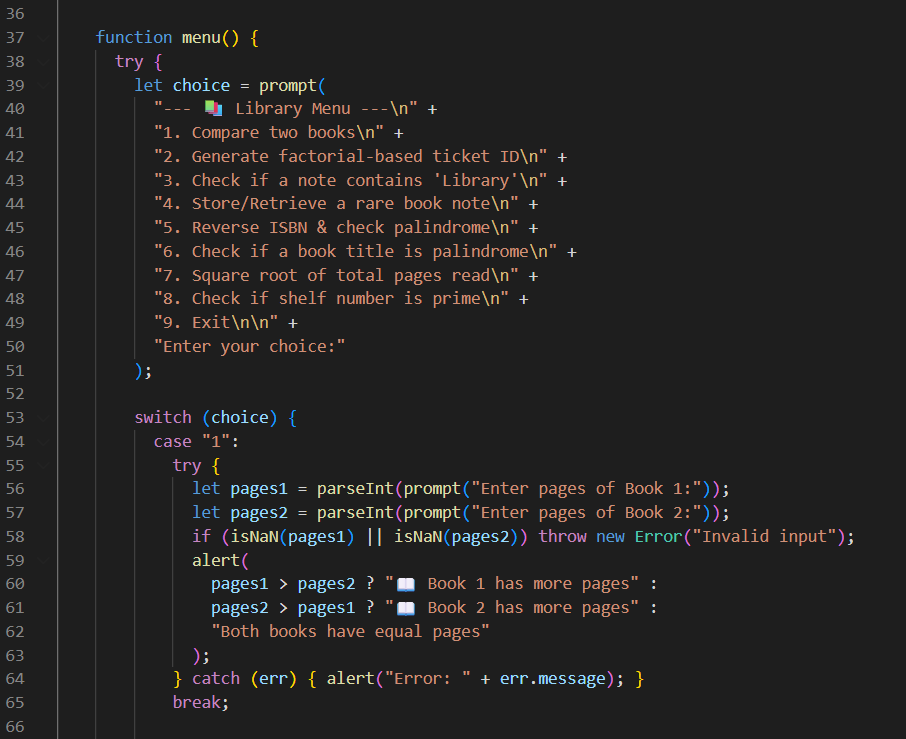 36
37 function menu() {
38 try {
39 let choice = prompt(
40 "--- 📚 Library Menu ---\n" +
41 "1. Compare two books\n" +
42 "2. Generate factorial-based ticket ID\n" +
43 "3. Check if a note contains 'Library'\n" +
44 "4. Store/Retrieve a rare book note\n" +
45 "5. Reverse ISBN & check palindrome\n" +
46 "6. Check if a book title is palindrome\n" +
47 "7. Square root of total pages read\n" +
48 "8. Check if shelf number is prime\n" +
49 "9. Exit\n\n" +
50 "Enter your choice:"
51 );
52
53 switch (choice) {
54 case "1":
55 try {
56 let pages1 = parseInt(prompt("Enter pages of Book 1:"));
57 let pages2 = parseInt(prompt("Enter pages of Book 2:"));
58 if (isNaN(pages1) || isNaN(pages2)) throw new Error("Invalid input");
59 alert(
60 pages1 > pages2 ? "📖 Book 1 has more pages" :
61 pages2 > pages1 ? "📖 Book 2 has more pages" :
62 "Both books have equal pages"
63 );
64 } catch (err) { alert("Error: " + err.message); }
65 break;
66